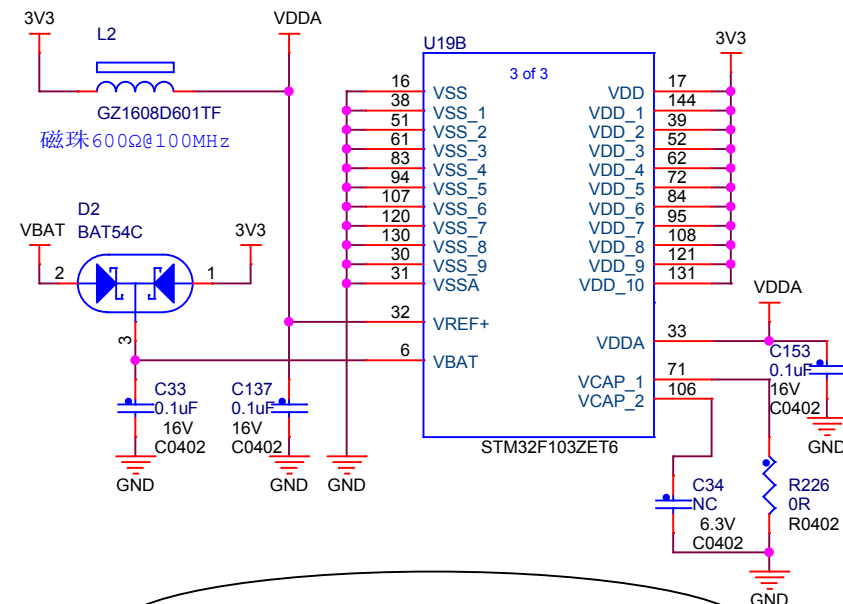 3V3
L2
GZ1608D601TF
磁珠600Ω@100MHz
VDDA
D2
BAT54C
VBAT
3V3
2
1
3
C33
0.1uF
16V
C0402
GND
C137
0.1uF
16V
C0402
GND
GND
U19B
3 of 3
16 VSS
38 VSS_1
51 VSS_2
61 VSS_3
83 VSS_4
94 VSS_5
107 VSS_6
120 VSS_7
130 VSS_8
30 VSS_9
31 VSSA
32 VREF+
6 VBAT
3V3
VDD 17
VDD_1 144
VDD_2 39
VDD_3 52
VDD_4 62
VDD_5 72
VDD_6 84
VDD_7 95
VDD_8 108
VDD_9 121
VDD_10 131
VDDA 33
VCAP_1 71
VCAP_2 106
STM32F103ZET6
VDDA
C153
0.1uF
16V
C0402
GND
C34
NC
6.3V
C0402
R226
0R
R0402
GND